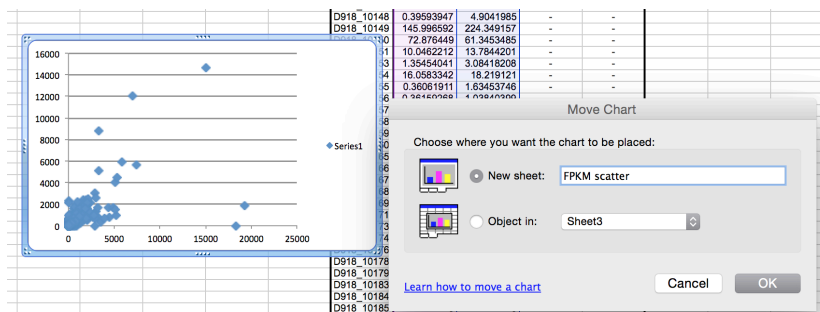 D918_10148 0.39593947 4.9041985 - -
D918_10149 145.996592 224.349157 - -
72.876449 61.3453485 - -
10.0462212 13.7844201 - -
1.35454041 3.08418208 - -
16.0583342 18.219121 - -
0.36061911 1.63453746 - -
16000
14000
12000
10000
8000
6000
4000
2000
0
0 5000 10000 15000 20000 25000
Series1
Move Chart
Choose where you want the chart to be placed:
New sheet: FPKM scatter
Object in: Sheet3
Learn how to move a chart
Cancel OK
D918_10178
D918_10179
D918_10183
D918_10184
D918_10185